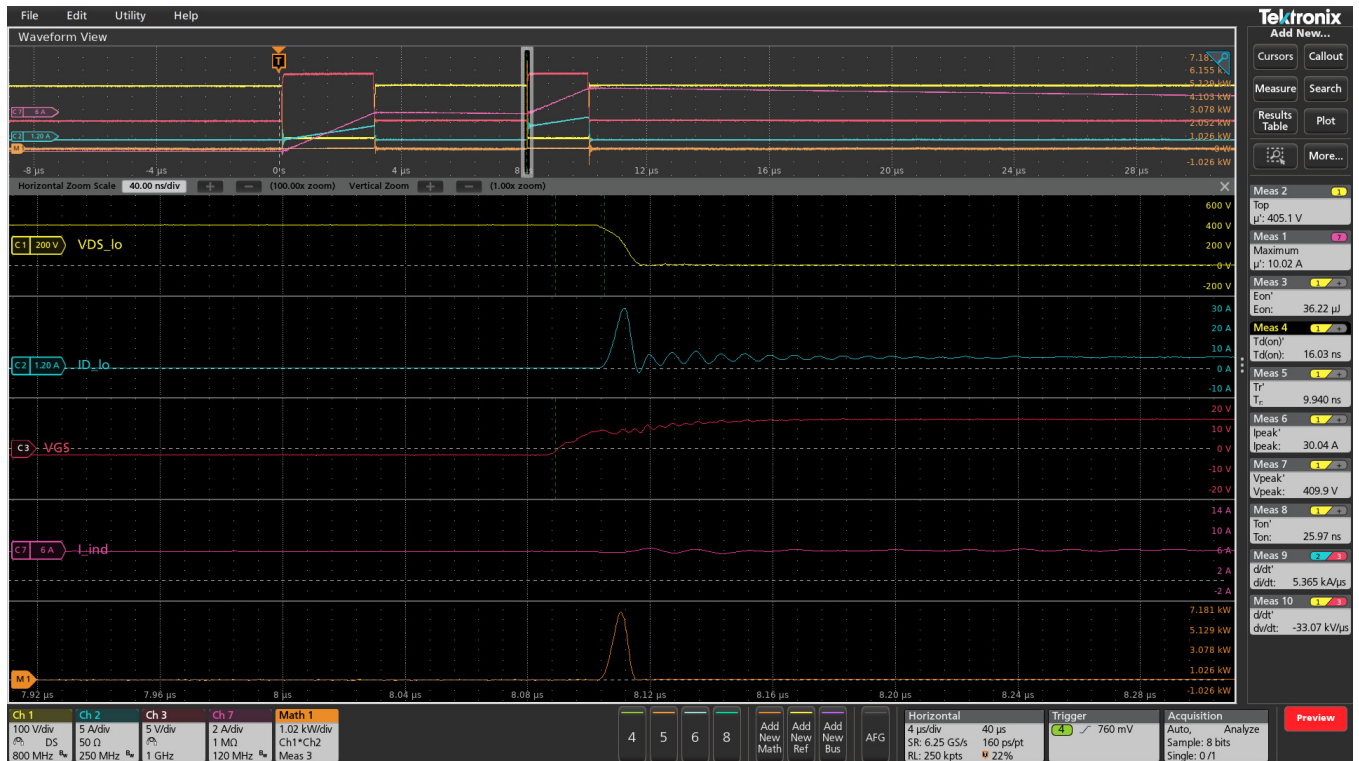 File Edit Utility Help
Tektronix
Waveform View
Add New...
T
6.155 kW
5.129 kW
4.103 kW
3.078 kW
2.052 kW
1.026 kW
0 W
-1.026 kW
C7 6 A
C2 1.20 A
M
-8 µs -4 µs 0 s 4 µs 8 µs 12 µs 16 µs 20 µs 24 µs 28 µs
Horizontal Zoom Scale 40.00 ns/div + - (100.00x zoom) Vertical Zoom + - (1.00x zoom) X
C1 200 V VDS_lo
600 V
400 V
200 V
0 V
-200 V
C2 1.20 A ID_lo
30 A
20 A
10 A
0 A
-10 A
C3 VGS
20 V
10 V
0 V
-10 V
-20 V
C7 6 A I_ind
14 A
10 A
6 A
2 A
-2 A
M1
7.181 kW
5.129 kW
3.078 kW
1.026 kW
-1.026 kW
7.92 µs 7.96 µs 8 µs 8.04 µs 8.08 µs 8.12 µs 8.16 µs 8.20 µs 8.24 µs 8.28 µs
Cursors Callout
Measure Search
Results Table Plot
More...
Meas 2 1
Top
µ': 405.1 V
Meas 1 7
Maximum
µ': 10.02 A
Meas 3 1 +
Eon'
Eon: 36.22 µJ
Meas 4 1 +
Td(on)'
Td(on): 16.03 ns
Meas 5 1 +
Tr'
Tr: 9.940 ns
Meas 6 1 +
Ipeak'
Ipeak: 30.04 A
Meas 7 1 +
Vpeak'
Vpeak: 409.9 V
Meas 8 1 +
Ton'
Ton: 25.97 ns
Meas 9 2 3
d/dt'
di/dt: 5.365 kA/µs
Meas 10 1 3
d/dt'
dv/dt: -33.07 kV/µs
Ch 1
100 V/div
DS
800 MHz Bw
Ch 2
5 A/div
50 Ω
250 MHz Bw
Ch 3
5 V/div
1 GHz
Ch 7
2 A/div
1 MΩ
120 MHz Bw
Math 1
1.02 kW/div
Ch1*Ch2
Meas 3
4 5 6 8
Add New Math
Add New Ref
Add New Bus
AFG
Horizontal
4 µs/div 40 µs
SR: 6.25 GS/s 160 ps/pt
RL: 250 kpts 22%
Trigger
4 760 mV
Acquisition
Auto, Analyze
Sample: 8 bits
Single: 0 /1
Preview